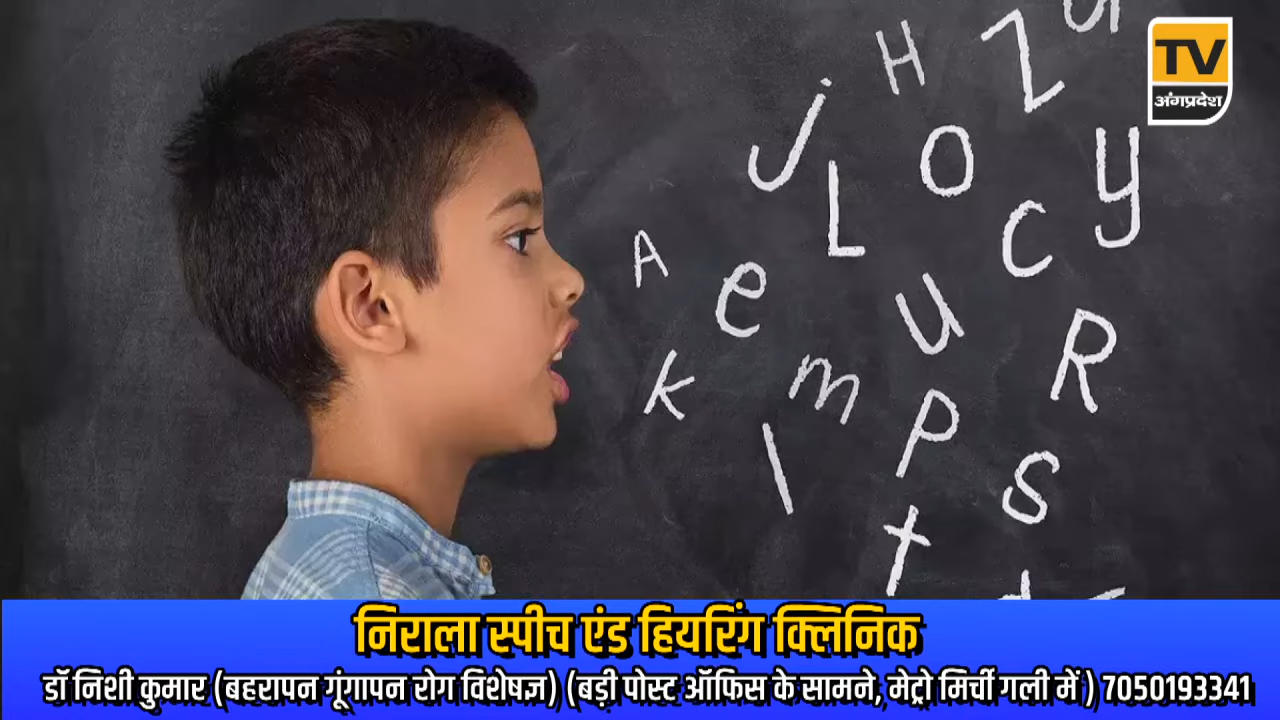 H Z u
TV
अंगप्रदेश
J L O C y
A e u R
k m P
l t S
निराला स्पीच एंड हियरिंग क्लिनिक
डॉ निशी कुमार (बहरापन गूंगापन रोग विशेषज्ञ) (बड़ी पोस्ट ऑफिस के सामने, मेट्रो मिर्ची गली में ) 7050193341